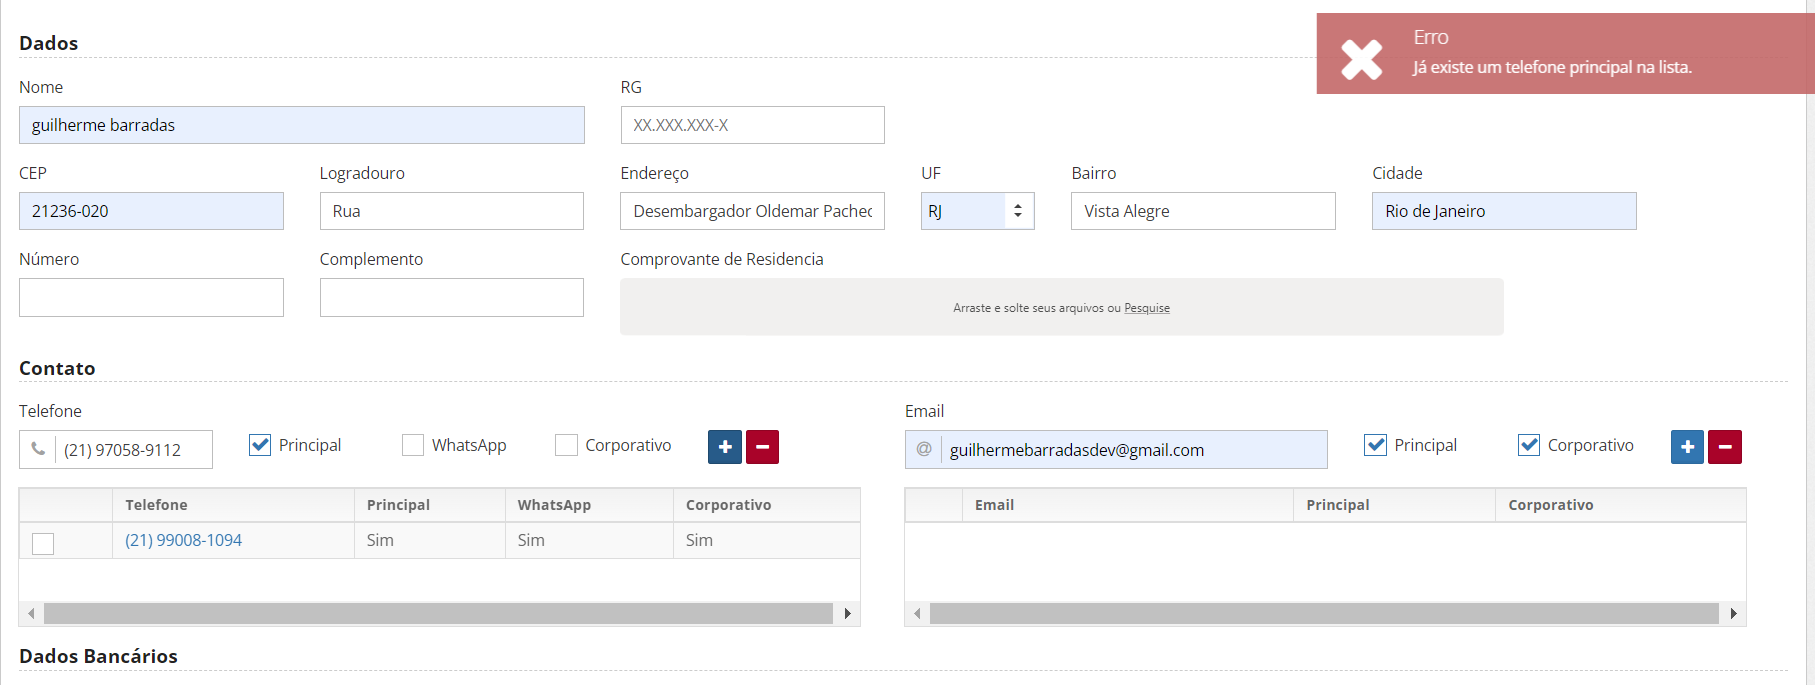 Erro
Já existe um telefone principal na lista.
Dados
Nome
RG
guilherme barradas
XX.XXX.XXX-X
CEP
Logradouro
Endereço
UF
Bairro
Cidade
21236-020
Rua
Desembargador Oldemar Pachec
RJ
Vista Alegre
Rio de Janeiro
Número
Complemento
Comprovante de Residencia
Arraste e solte seus arquivos ou Pesquise
Contato
Telefone
(21) 97058-9112
Principal
WhatsApp
Corporativo
Telefone Principal WhatsApp Corporativo
(21) 99008-1094 Sim Sim Sim
Email
@ guilhermebarradasdev@gmail.com
Principal
Corporativo
Email Principal Corporativo
Dados Bancários